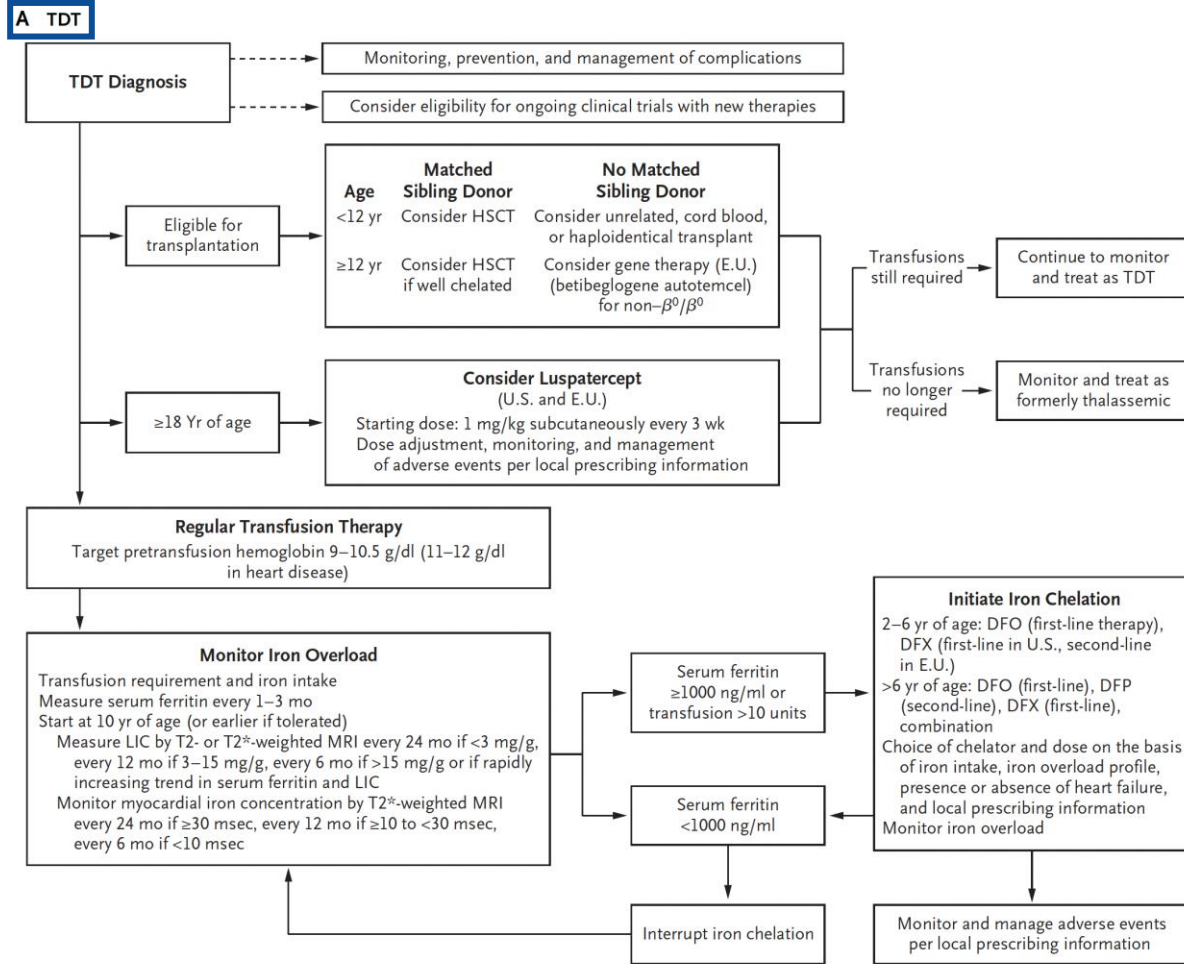 A TDT
TDT Diagnosis
Monitoring, prevention, and management of complications
Consider eligibility for ongoing clinical trials with new therapies
Eligible for
transplantation
Age
Matched
Sibling Donor
No Matched
Sibling Donor
<12 yr Consider HSCT Consider unrelated, cord blood,
or haploidentical transplant
≥12 yr Consider HSCT Consider gene therapy (E.U.)
if well chelated (betibeglogene autotemcel)
for non–β⁰/β⁰
Transfusions
still required
Continue to monitor
and treat as TDT
Transfusions
no longer
required
Monitor and treat as
formerly thalassemic
≥18 Yr of age
Consider Luspatercept
(U.S. and E.U.)
Starting dose: 1 mg/kg subcutaneously every 3 wk
Dose adjustment, monitoring, and management
of adverse events per local prescribing information
Regular Transfusion Therapy
Target pretransfusion hemoglobin 9–10.5 g/dl (11–12 g/dl
in heart disease)
Monitor Iron Overload
Transfusion requirement and iron intake
Measure serum ferritin every 1–3 mo
Start at 10 yr of age (or earlier if tolerated)
Measure LIC by T2- or T2*-weighted MRI every 24 mo if <3 mg/g,
every 12 mo if 3–15 mg/g, every 6 mo if >15 mg/g or if rapidly
increasing trend in serum ferritin and LIC
Monitor myocardial iron concentration by T2*-weighted MRI
every 24 mo if ≥30 msec, every 12 mo if ≥10 to <30 msec,
every 6 mo if <10 msec
Serum ferritin
≥1000 ng/ml or
transfusion >10 units
Serum ferritin
<1000 ng/ml
Interrupt iron chelation
Initiate Iron Chelation
2–6 yr of age: DFO (first-line therapy),
DFX (first-line in U.S., second-line
in E.U.)
>6 yr of age: DFO (first-line), DFP
(second-line), DFX (first-line),
combination
Choice of chelator and dose on the basis
of iron intake, iron overload profile,
presence or absence of heart failure,
and local prescribing information
Monitor iron overload
Monitor and manage adverse events
per local prescribing information